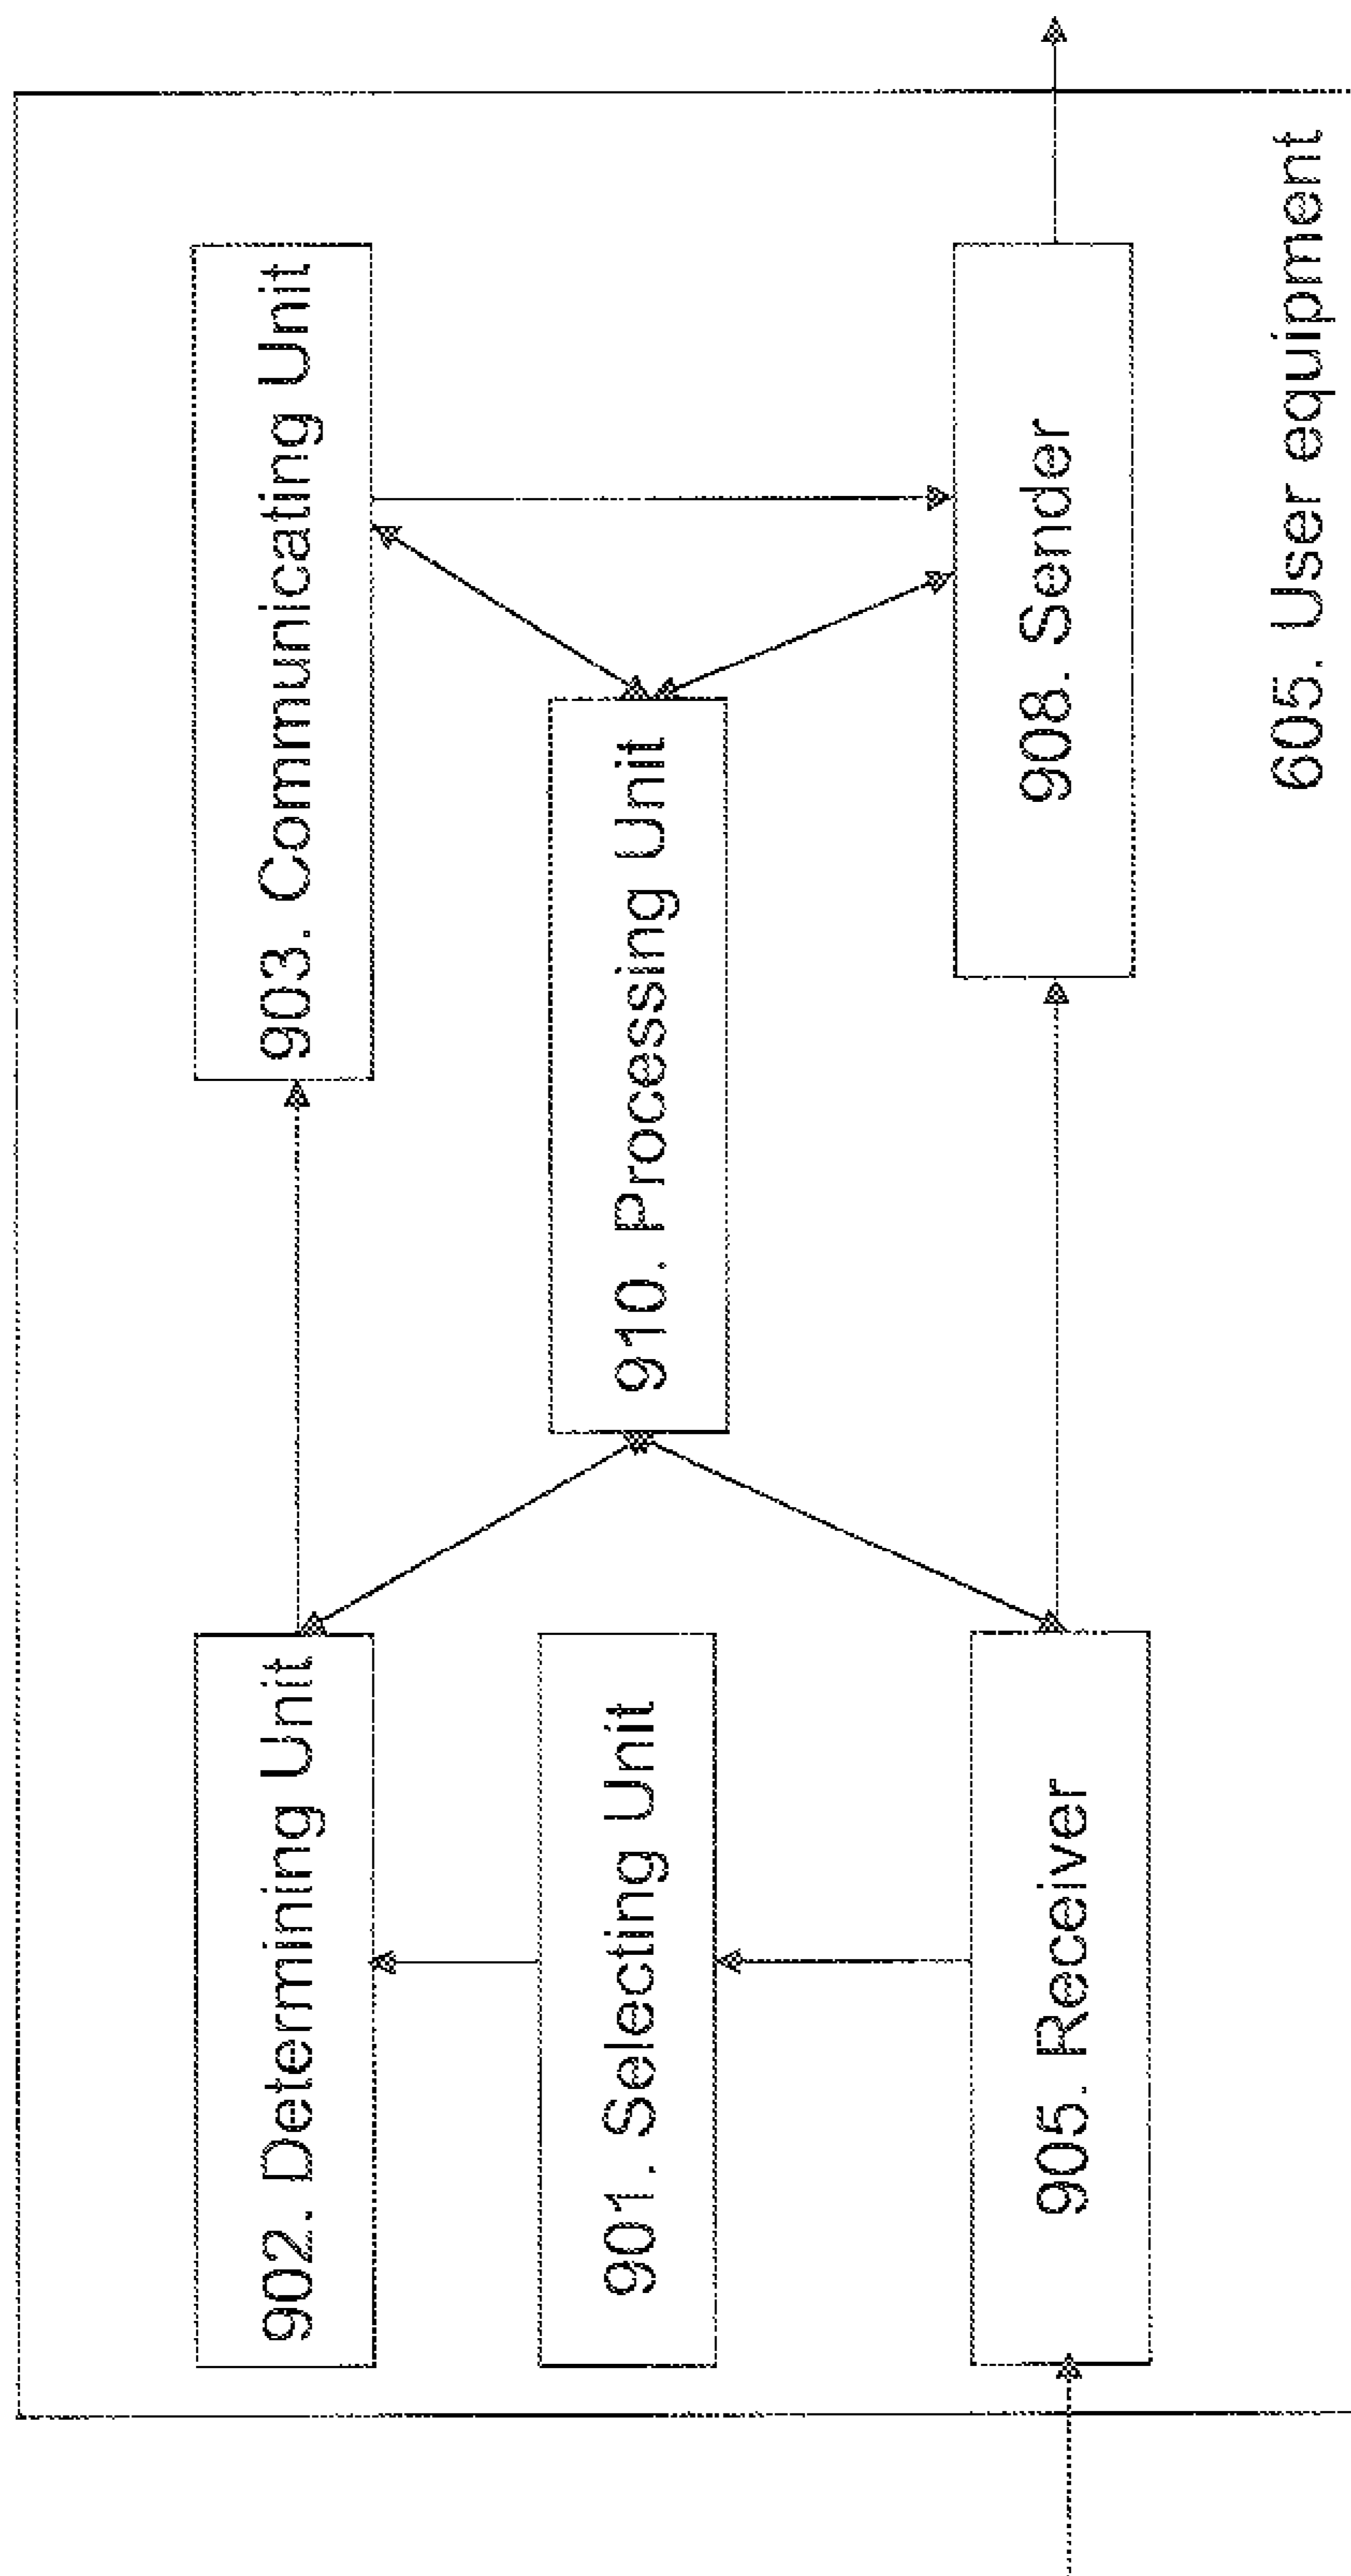 902. Determining Unit
903. Communicating Unit
901. Selecting Unit
910. Processing Unit
905. Receiver
908. Sender
605. User equipment